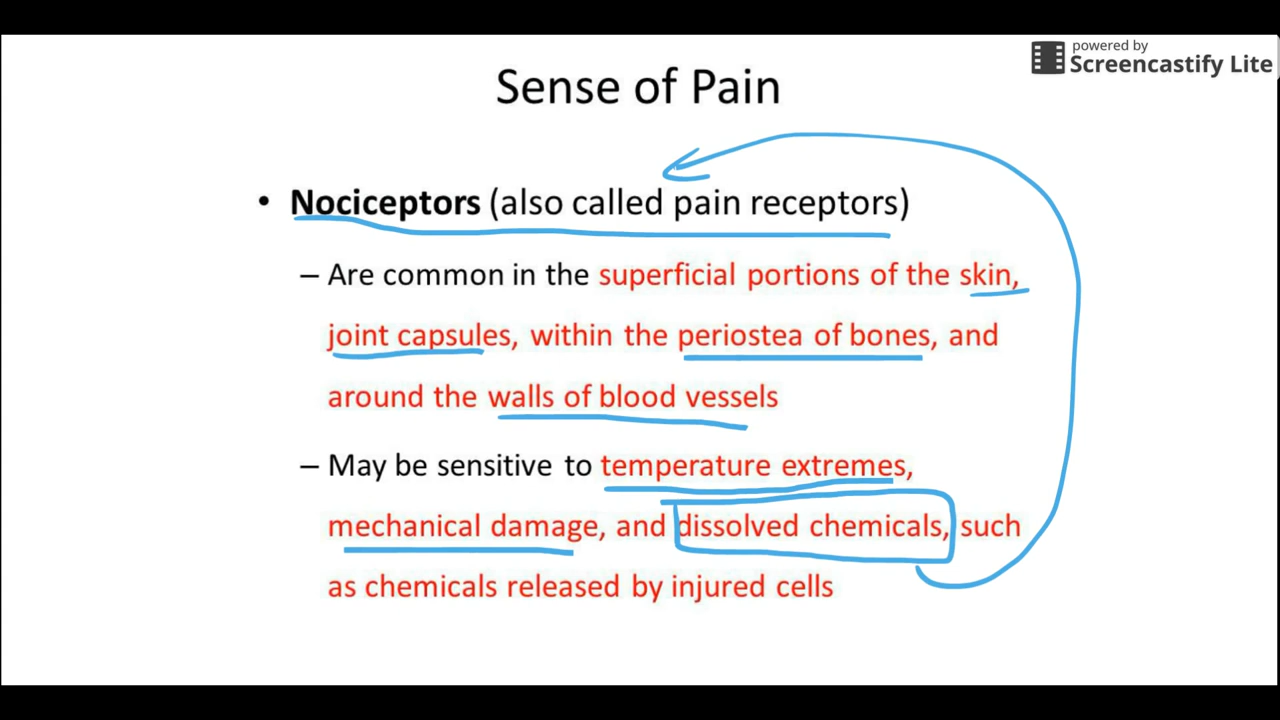 powered by
Screencastify Lite
Sense of Pain
• Nociceptors (also called pain receptors)
– Are common in the superficial portions of the skin,
joint capsules, within the periostea of bones, and
around the walls of blood vessels
– May be sensitive to temperature extremes,
mechanical damage, and dissolved chemicals, such
as chemicals released by injured cells